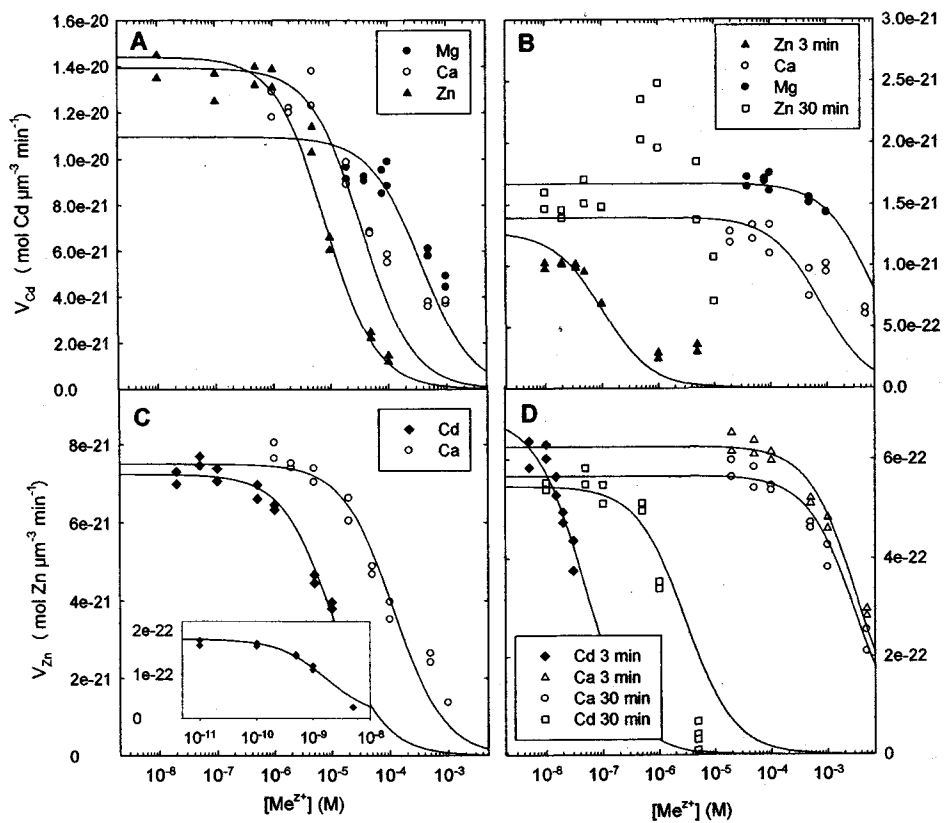 A
Mg
Ca
Zn
1.6e-20
1.4e-20
1.2e-20
1.0e-20
8.0e-21
6.0e-21
4.0e-21
2.0e-21
0.0
V_Cd ( mol Cd μm⁻³ min⁻¹)
B
Zn 3 min
Ca
Mg
Zn 30 min
3.0e-21
2.5e-21
2.0e-21
1.5e-21
1.0e-21
5.0e-22
0.0
C
Cd
Ca
8e-21
6e-21
4e-21
2e-21
0
V_Zn ( mol Zn μm⁻³ min⁻¹)
2e-22
1e-22
0
10⁻¹¹ 10⁻¹⁰ 10⁻⁹ 10⁻⁸
10⁻⁸ 10⁻⁷ 10⁻⁶ 10⁻⁵ 10⁻⁴ 10⁻³
[Me^z+] (M)
D
Cd 3 min
Ca 3 min
Ca 30 min
Cd 30 min
6e-22
4e-22
2e-22
0
10⁻⁸ 10⁻⁷ 10⁻⁶ 10⁻⁵ 10⁻⁴ 10⁻³
[Me^z+] (M)